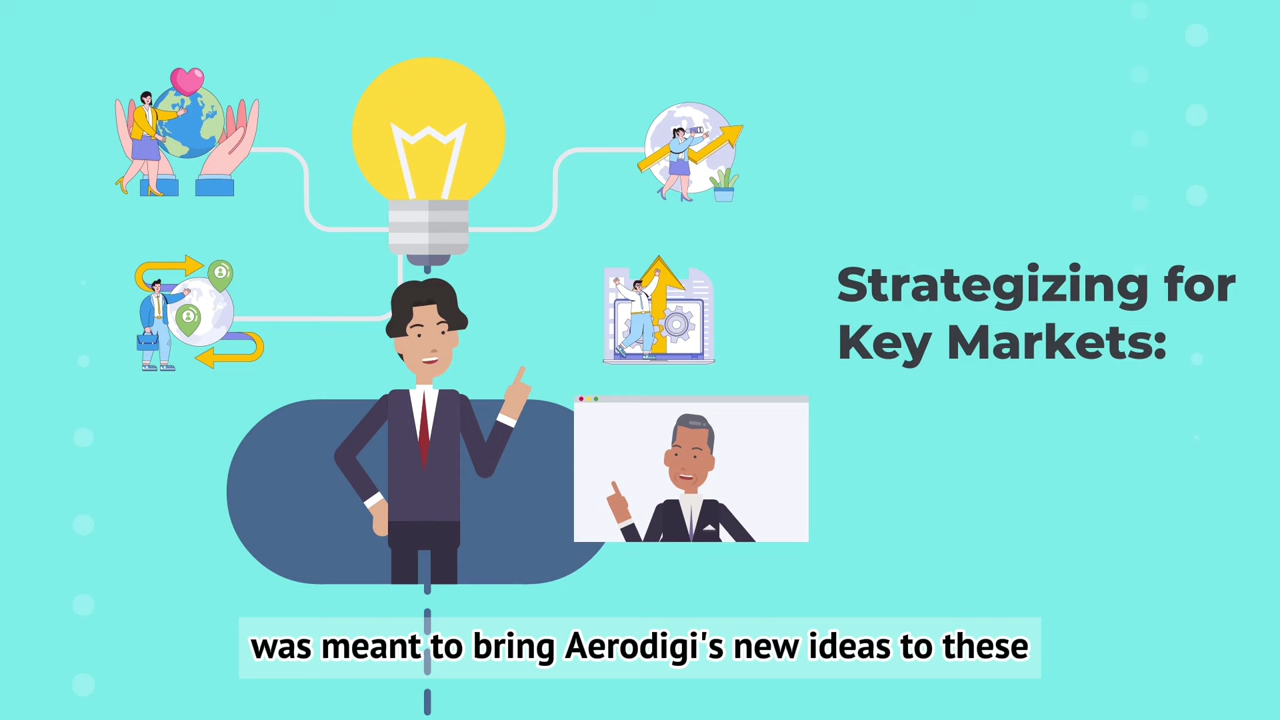 Strategizing for
Key Markets:
was meant to bring Aerodigi's new ideas to these